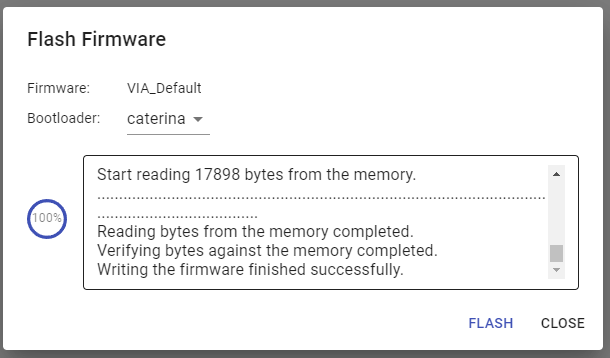 Flash Firmware
Firmware: VIA_Default
Bootloader: caterina
Start reading 17898 bytes from the memory.
....................................................................................................
....................................
100%
Reading bytes from the memory completed.
Verifying bytes against the memory completed.
Writing the firmware finished successfully.
FLASH CLOSE